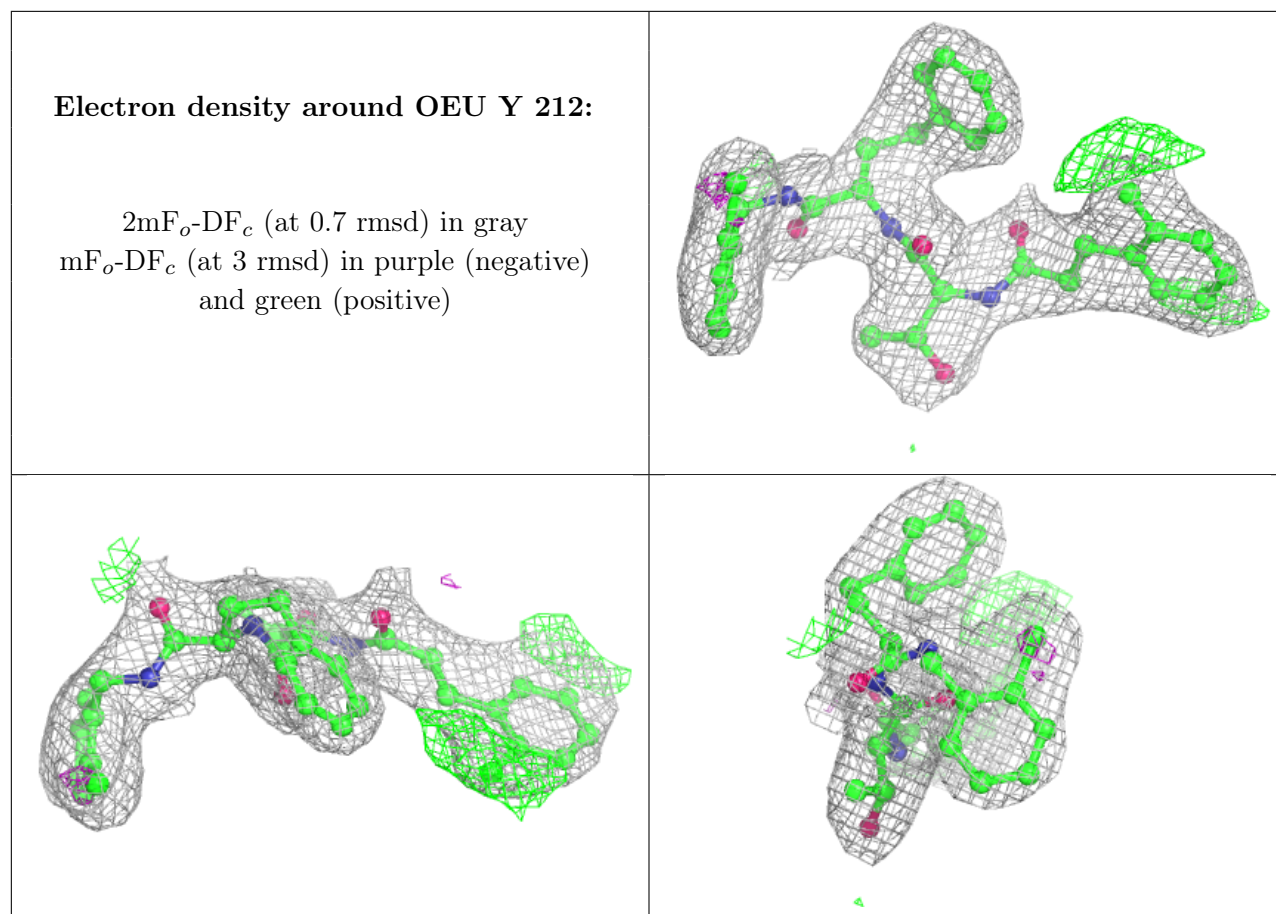 Electron density around OEU Y 212:
2mFo-DFc (at 0.7 rmsd) in gray
mFo-DFc (at 3 rmsd) in purple (negative)
and green (positive)